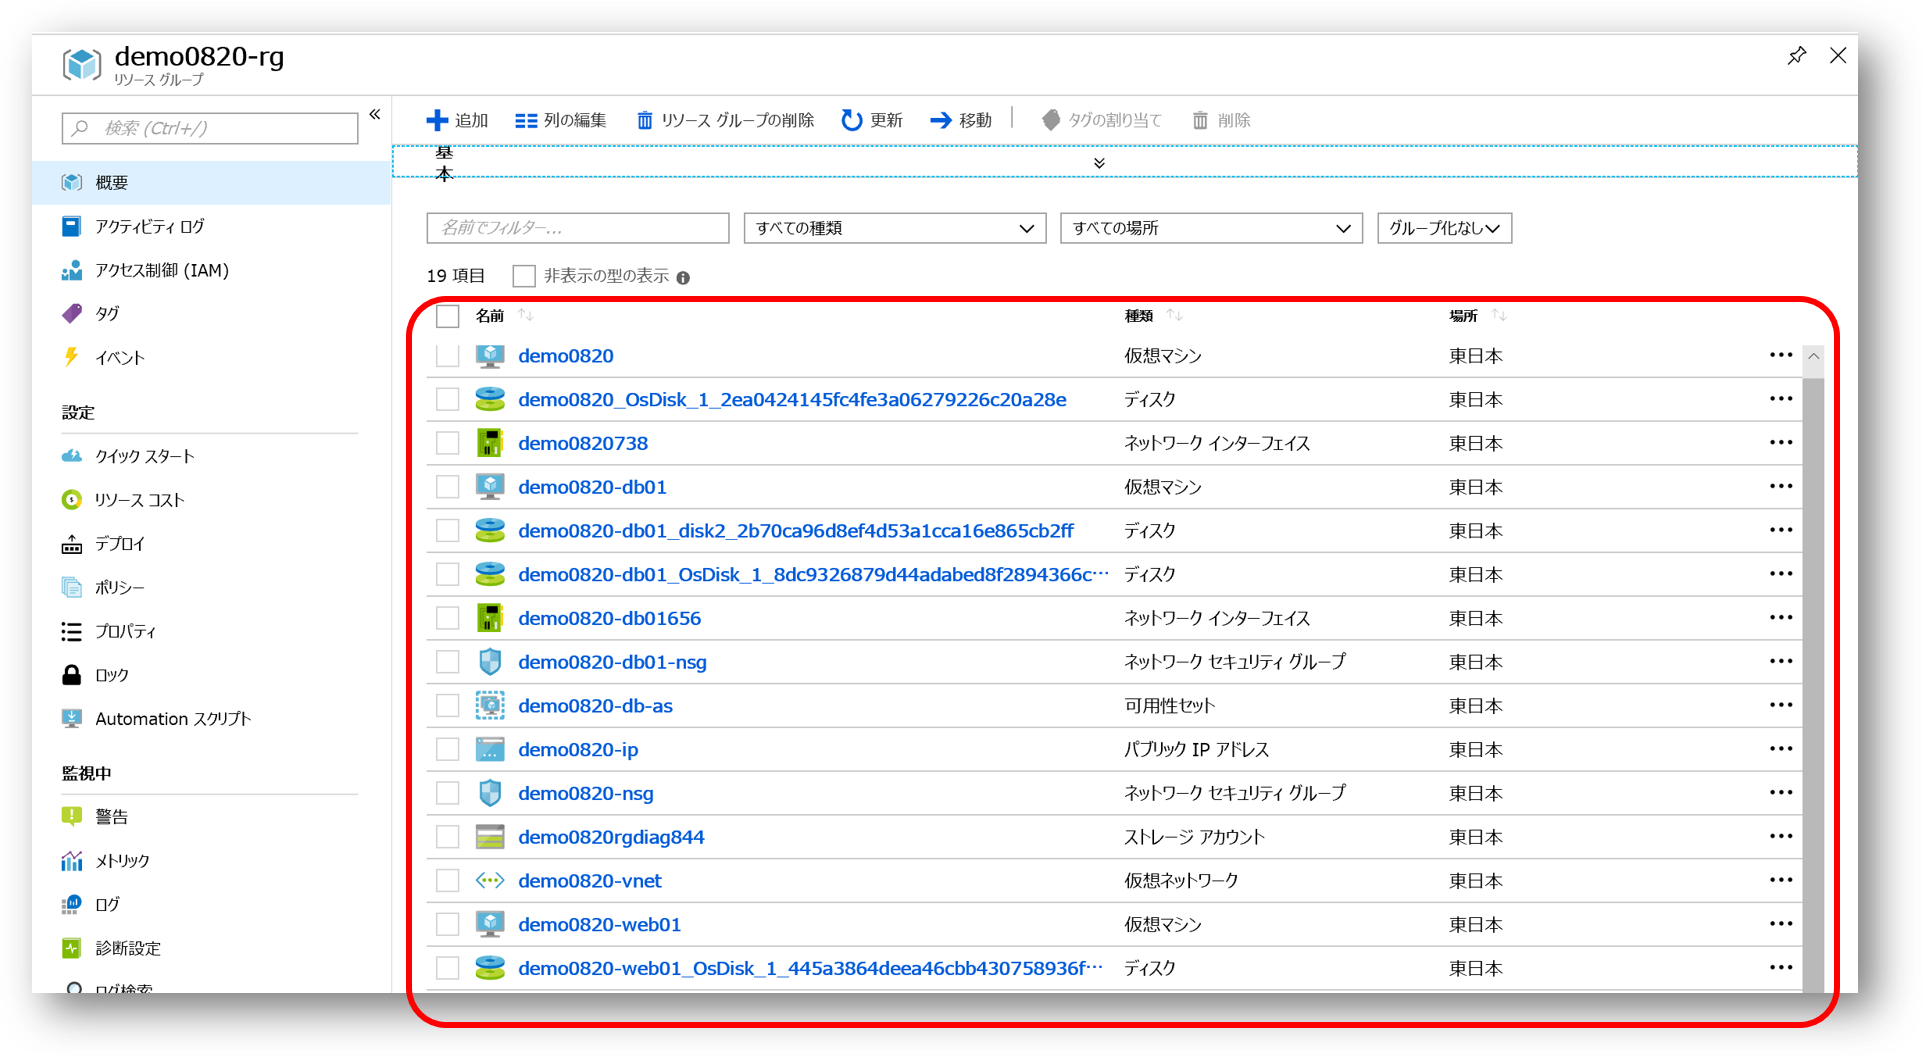 demo0820-rg
リソース グループ
検索 (Ctrl+/)
概要
アクティビティ ログ
アクセス制御 (IAM)
タグ
イベント
設定
クイック スタート
リソース コスト
デプロイ
ポリシー
プロパティ
ロック
Automation スクリプト
監視中
警告
メトリック
ログ
診断設定
ログ検索
追加 列の編集 リソース グループの削除 更新 移動 タグの割り当て 削除
基本
名前でフィルター... すべての種類 すべての場所 グループ化なし
19 項目 非表示の型の表示
名前 種類 場所
demo0820 仮想マシン 東日本
demo0820_OsDisk_1_2ea0424145fc4fe3a06279226c20a28e ディスク 東日本
demo0820738 ネットワーク インターフェイス 東日本
demo0820-db01 仮想マシン 東日本
demo0820-db01_disk2_2b70ca96d8ef4d53a1cca16e865cb2ff ディスク 東日本
demo0820-db01_OsDisk_1_8dc9326879d44adabed8f2894366c… ディスク 東日本
demo0820-db01656 ネットワーク インターフェイス 東日本
demo0820-db01-nsg ネットワーク セキュリティ グループ 東日本
demo0820-db-as 可用性セット 東日本
demo0820-ip パブリック IP アドレス 東日本
demo0820-nsg ネットワーク セキュリティ グループ 東日本
demo0820rgdiag844 ストレージ アカウント 東日本
demo0820-vnet 仮想ネットワーク 東日本
demo0820-web01 仮想マシン 東日本
demo0820-web01_OsDisk_1_445a3864deea46cbb430758936f… ディスク 東日本